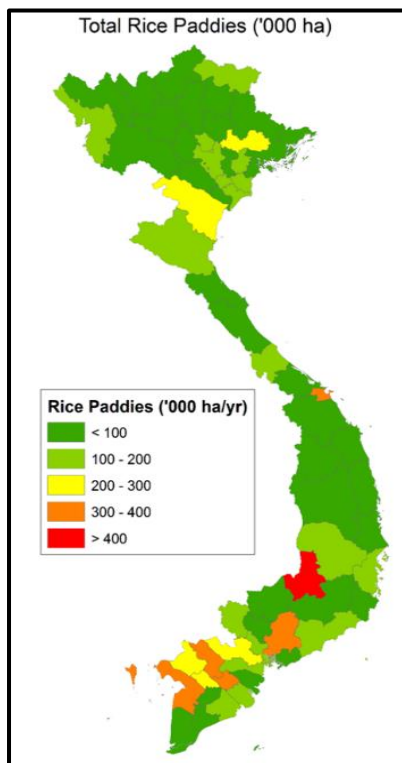 Total Rice Paddies ('000 ha)
Rice Paddies ('000 ha/yr)
< 100
100 - 200
200 - 300
300 - 400
> 400